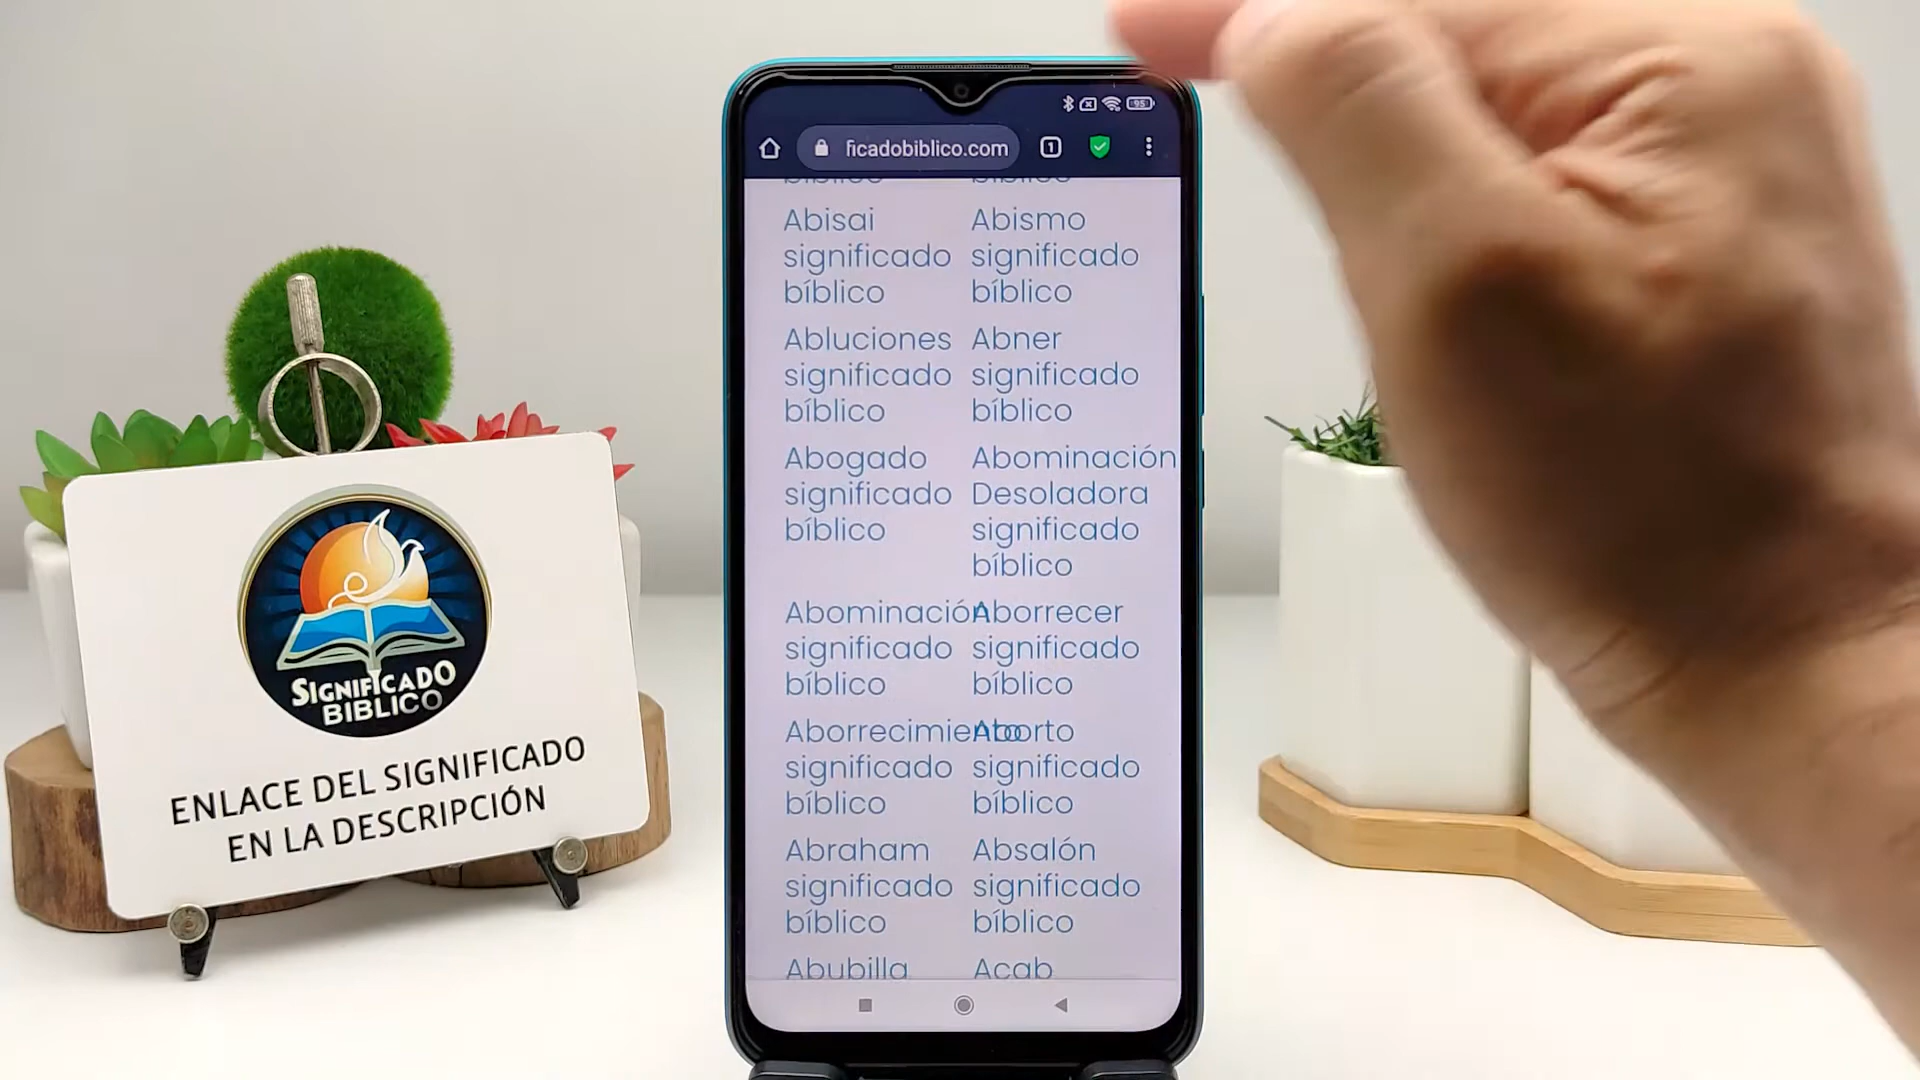 95
ficadobiblico.com
1
Abisai
significado
bíblico
Abismo
significado
bíblico
Abluciones
significado
bíblico
Abner
significado
bíblico
Abogado
significado
bíblico
Abominación
Desoladora
significado
bíblico
Abominación
significado
bíblico
Aborrecer
significado
bíblico
Aborrecimiento
significado
bíblico
Aborto
significado
bíblico
Abraham
significado
bíblico
Absalón
significado
bíblico
Abubilla
Acab
SIGNIFICADO
BIBLICO
ENLACE DEL SIGNIFICADO
EN LA DESCRIPCIÓN